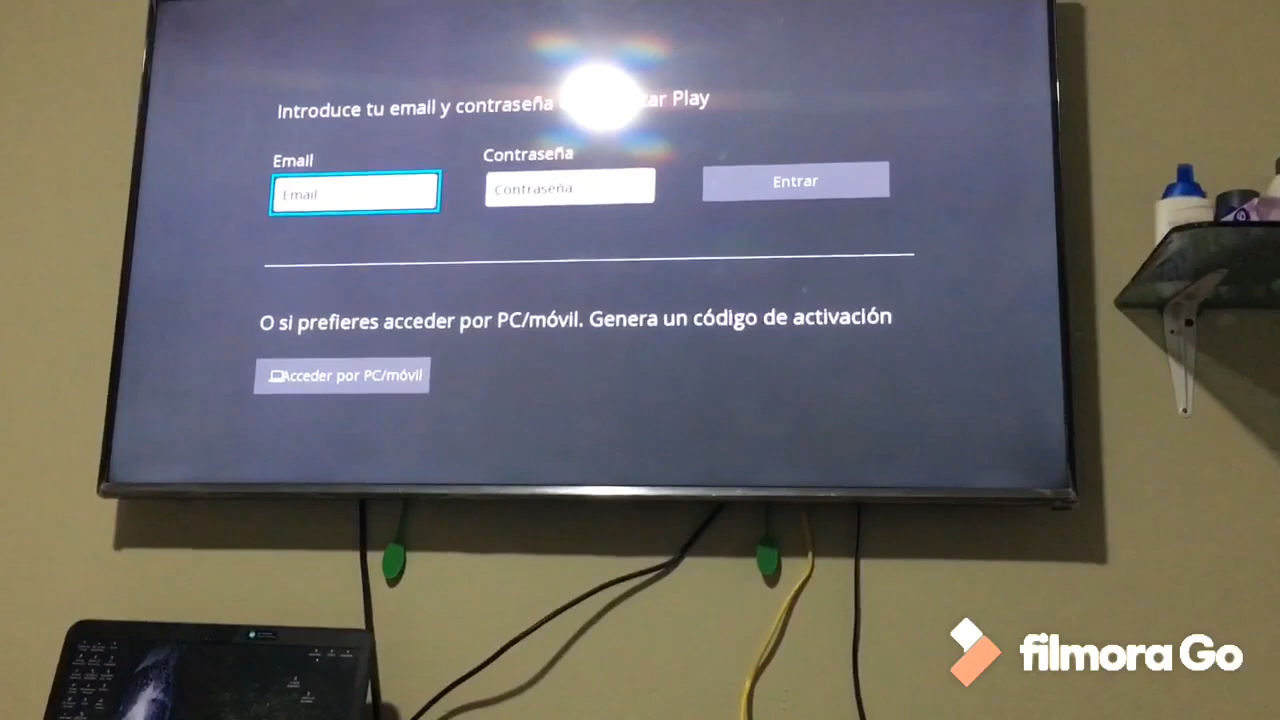 Introduce tu email y contraseña tar Play
Email
Contraseña
Email
Contraseña
Entrar
O si prefieres acceder por PC/móvil. Genera un código de activación
Acceder por PC/móvil
filmora Go